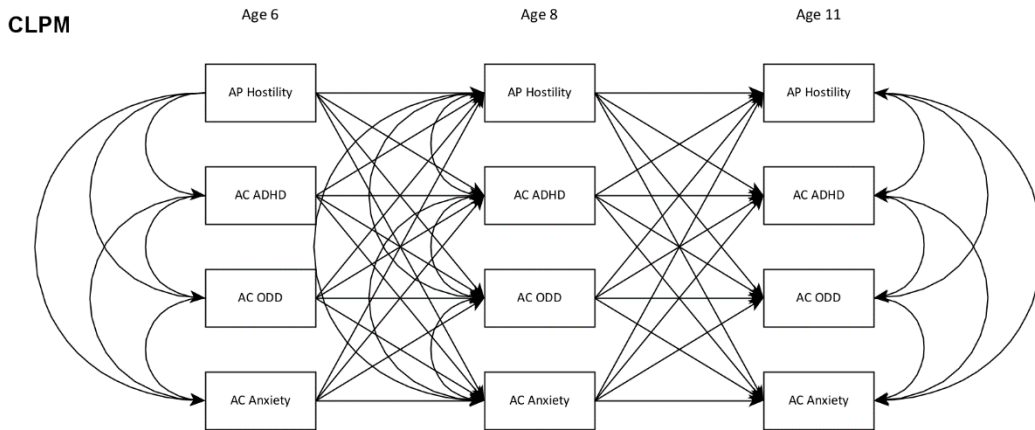 CLPM
Age 6
Age 8
Age 11
AP Hostility
AP Hostility
AP Hostility
AC ADHD
AC ADHD
AC ADHD
AC ODD
AC ODD
AC ODD
AC Anxiety
AC Anxiety
AC Anxiety